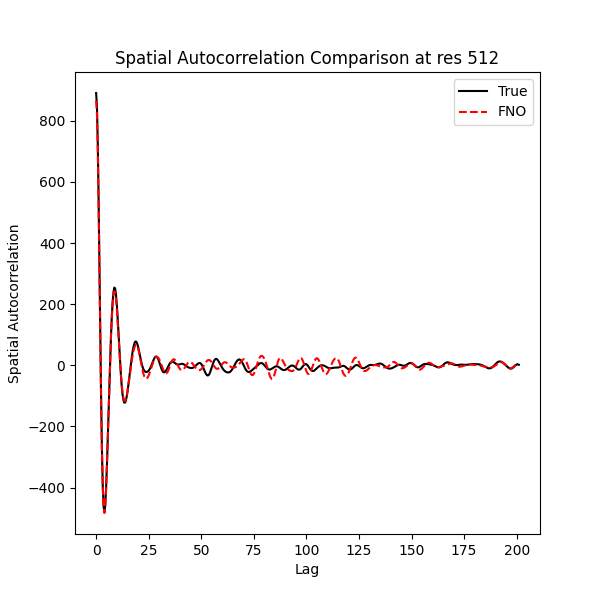 Spatial Autocorrelation Comparison at res 512
True
FNO
800
600
400
200
0
−200
−400
Spatial Autocorrelation
0 25 50 75 100 125 150 175 200
Lag